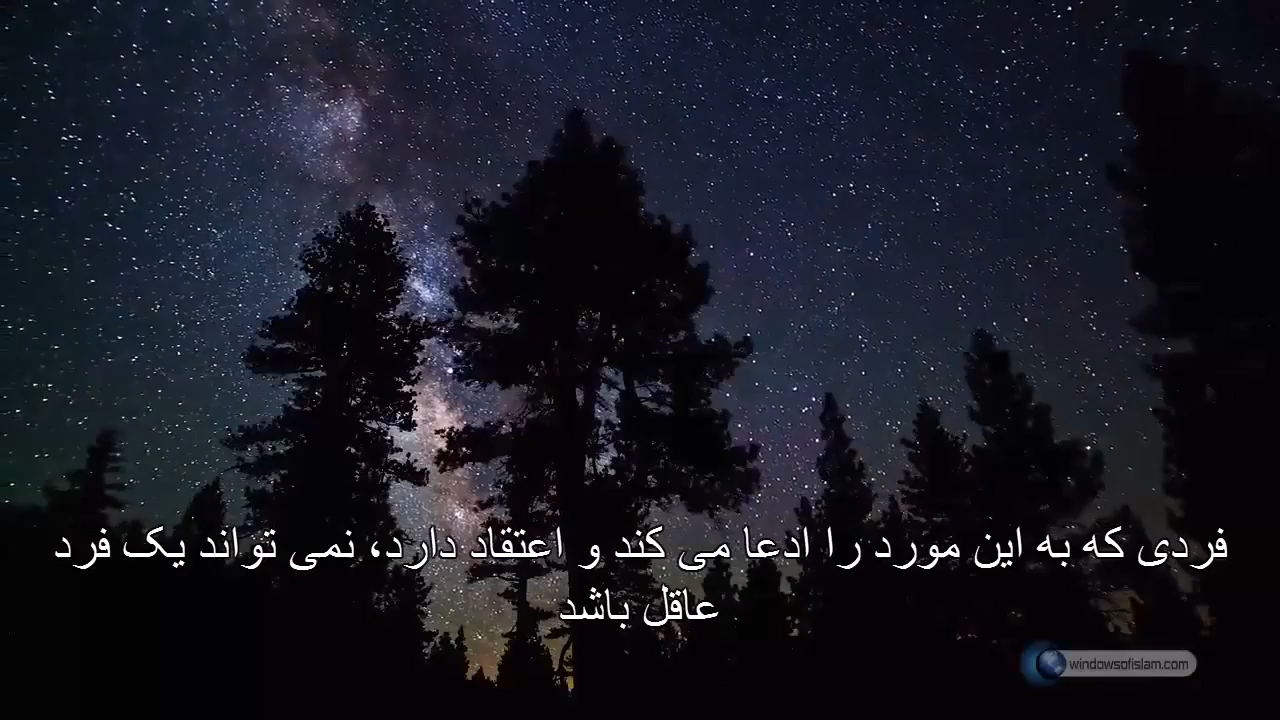 فردی که به این مورد را ادعا می کند و اعتقاد دارد، نمی تواند یک فرد
عاقل باشد
windowsofislam.com